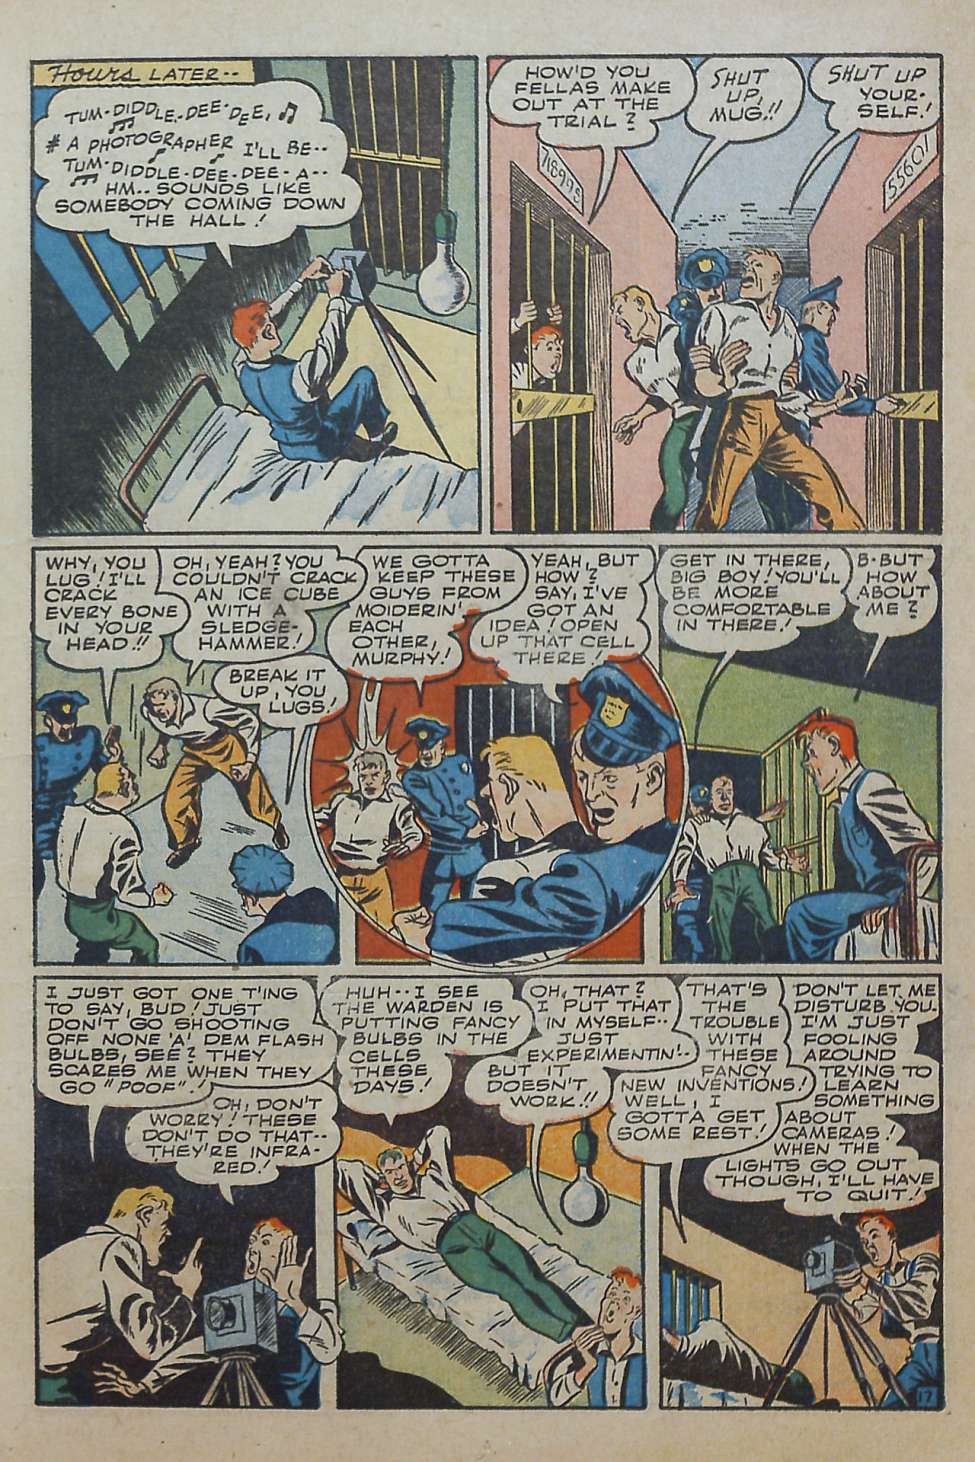 Hours LATER--
TUM-DIDDLE-DEE-DEE, ♫
# A PHOTOGRAPHER I'LL BE--
TUM-DIDDLE-DEE-DEE-A--
HM-- SOUNDS LIKE
SOMEBODY COMING DOWN
THE HALL!
HOW'D YOU
FELLAS MAKE
OUT AT THE
TRIAL?
SHUT
UP,
MUG!!
SHUT UP
YOUR-
SELF!
718998
55601
WHY, YOU
LUG! I'LL
CRACK
EVERY BONE
IN YOUR
HEAD!!
OH, YEAH? YOU
COULDN'T CRACK
AN ICE CUBE
WITH A
SLEDGE-
HAMMER!
BREAK IT
UP, YOU
LUGS!
WE GOTTA
KEEP THESE
GUYS FROM
MOIDERIN'
EACH
OTHER,
MURPHY!
YEAH, BUT
HOW?
SAY, I'VE
GOT AN
IDEA! OPEN
UP THAT CELL
THERE!
GET IN THERE,
BIG BOY! YOU'LL
BE MORE
COMFORTABLE
IN THERE!
B-BUT
HOW
ABOUT
ME?
I JUST GOT ONE T'ING
TO SAY, BUD! JUST
DON'T GO SHOOTING
OFF NONE 'A' DEM FLASH
BULBS, SEE? THEY
SCARES ME WHEN THEY
GO "POOF"!
OH, DON'T
WORRY! THESE
DON'T DO THAT--
THEY'RE INFRA-
RED!
HUH-- I SEE
THE WARDEN IS
PUTTING FANCY
BULBS IN THE
CELLS
THESE
DAYS!
OH, THAT?
I PUT THAT
IN MYSELF--
JUST
EXPERIMENTIN'--
BUT IT
DOESN'T
WORK!!
THAT'S
THE
TROUBLE
WITH
THESE
FANCY
NEW INVENTIONS!
WELL, I
GOTTA GET
SOME REST!
DON'T LET ME
DISTURB YOU.
I'M JUST
FOOLING
AROUND
TRYING TO
LEARN
SOMETHING
ABOUT
CAMERAS!
WHEN THE
LIGHTS GO OUT
THOUGH, I'LL HAVE
TO QUIT!
17